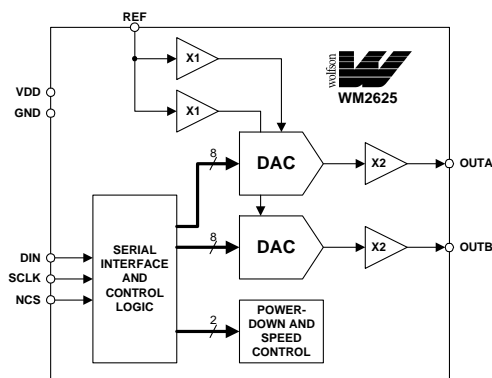 REF
X1
wolfson
WM2625
VDD
X1
GND
8
DAC
X2
OUTA
8
DAC
X2
OUTB
DIN
SCLK
NCS
SERIAL
INTERFACE
AND
CONTROL
LOGIC
2
POWER-
DOWN AND
SPEED
CONTROL